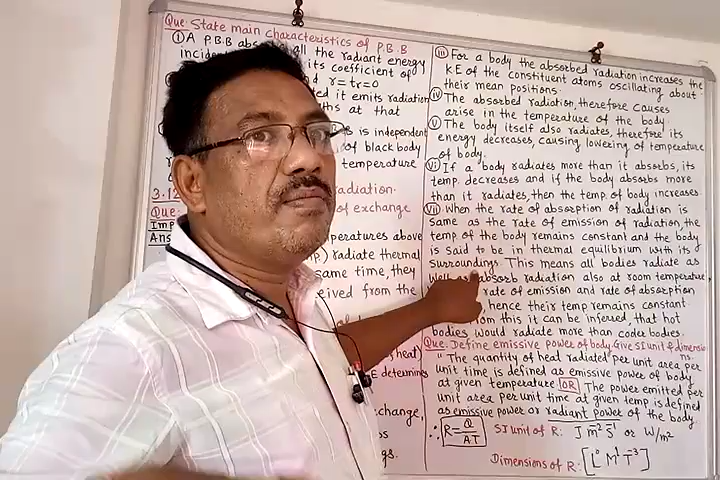 Que: State main characteristics of P.B.B
① A P.B.B abs all the radiant energy
incident its coefficient of
d r=tr=0
ted it emits radiation
ths at that
is independent
of black body
temperature
radiation.
3.12
of exchange
Que:
Imp
Ans
peratures above
) radiate thermal
same time, they
eived from the
heat)
E determines
change,
gs.
iii For a body the absorbed radiation increases the
K.E of the constituent atoms oscillating about
their mean positions.
iv The absorbed radiation, therefore causes
arise in the temperature of the body.
v The body itself also radiates, therefore its
energy decreases, causing lowering of temperature
of body.
vi If a body radiates more than it absorbs, its
temp. decreases and if the body absorbs more
than it radiates, then the temp of body increases.
vii When the rate of absorption of radiation is
same as the rate of emission of radiation, the
temp of the body remains constant and the body
is said to be in thermal equilibrium with its
surroundings. This means all bodies radiate as
well as absorb radiation also at room temperature
rate of emission and rate of absorption
hence their temp remains constant.
om this it can be inferred, that hot
bodies would radiate more than coder bodies.
Que: Define emissive power of body. Give SI unit & dimensions.
"The quantity of heat radiated per unit area per
unit time is defined as emissive power of body
at given temperature OR The power emitted per
unit area per unit time at given temp is defined
as emissive power or radiant power of the body.
∴ R = Q/AT SI unit of R: J m⁻² S⁻¹ or W/m²
Dimensions of R: [L⁰ M¹ T⁻³]